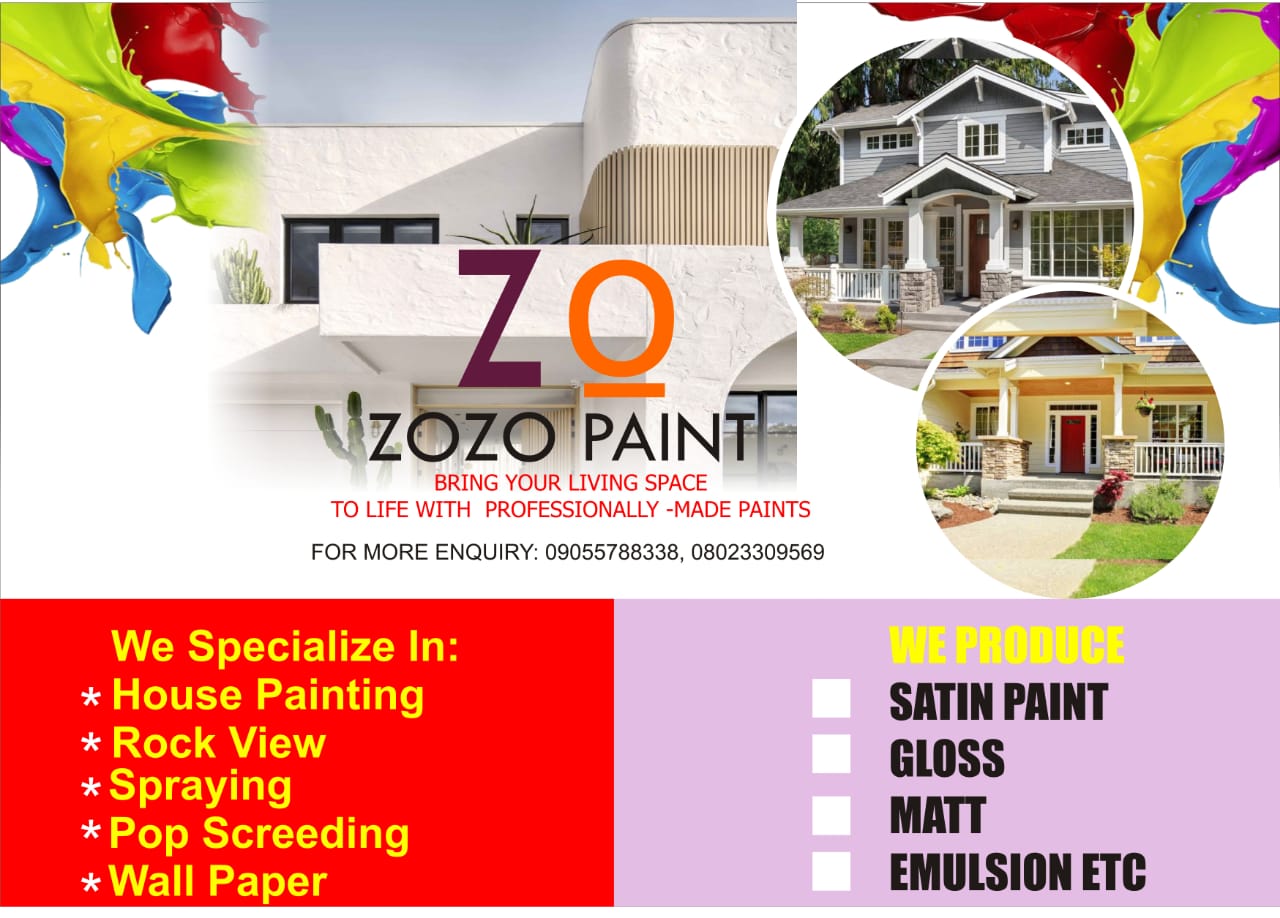 ZO
ZOZO PAINT
BRING YOUR LIVING SPACE
TO LIFE WITH PROFESSIONALLY -MADE PAINTS
FOR MORE ENQUIRY: 09055788338, 08023309569
We Specialize In:
* House Painting
* Rock View
* Spraying
* Pop Screeding
* Wall Paper
WE PRODUCE
SATIN PAINT
GLOSS
MATT
EMULSION ETC